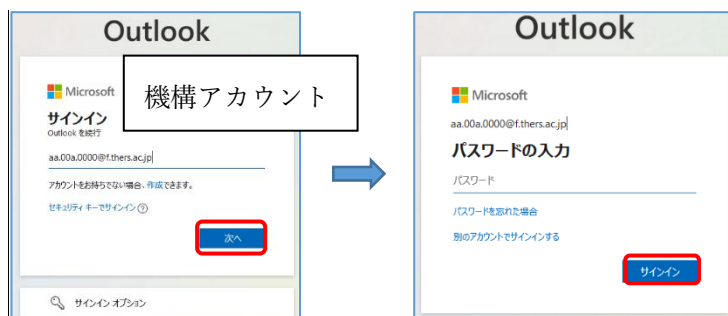 Outlook
Microsoft
機構アカウント
サインイン
Outlook を続行
aa.00a.0000@f.thers.ac.jp
アカウントをお持ちでない場合、作成できます。
セキュリティ キーでサインイン
次へ
サインイン オプション
Outlook
Microsoft
aa.00a.0000@f.thers.ac.jp
パスワードの入力
パスワード
パスワードを忘れた場合
別のアカウントでサインインする
サインイン